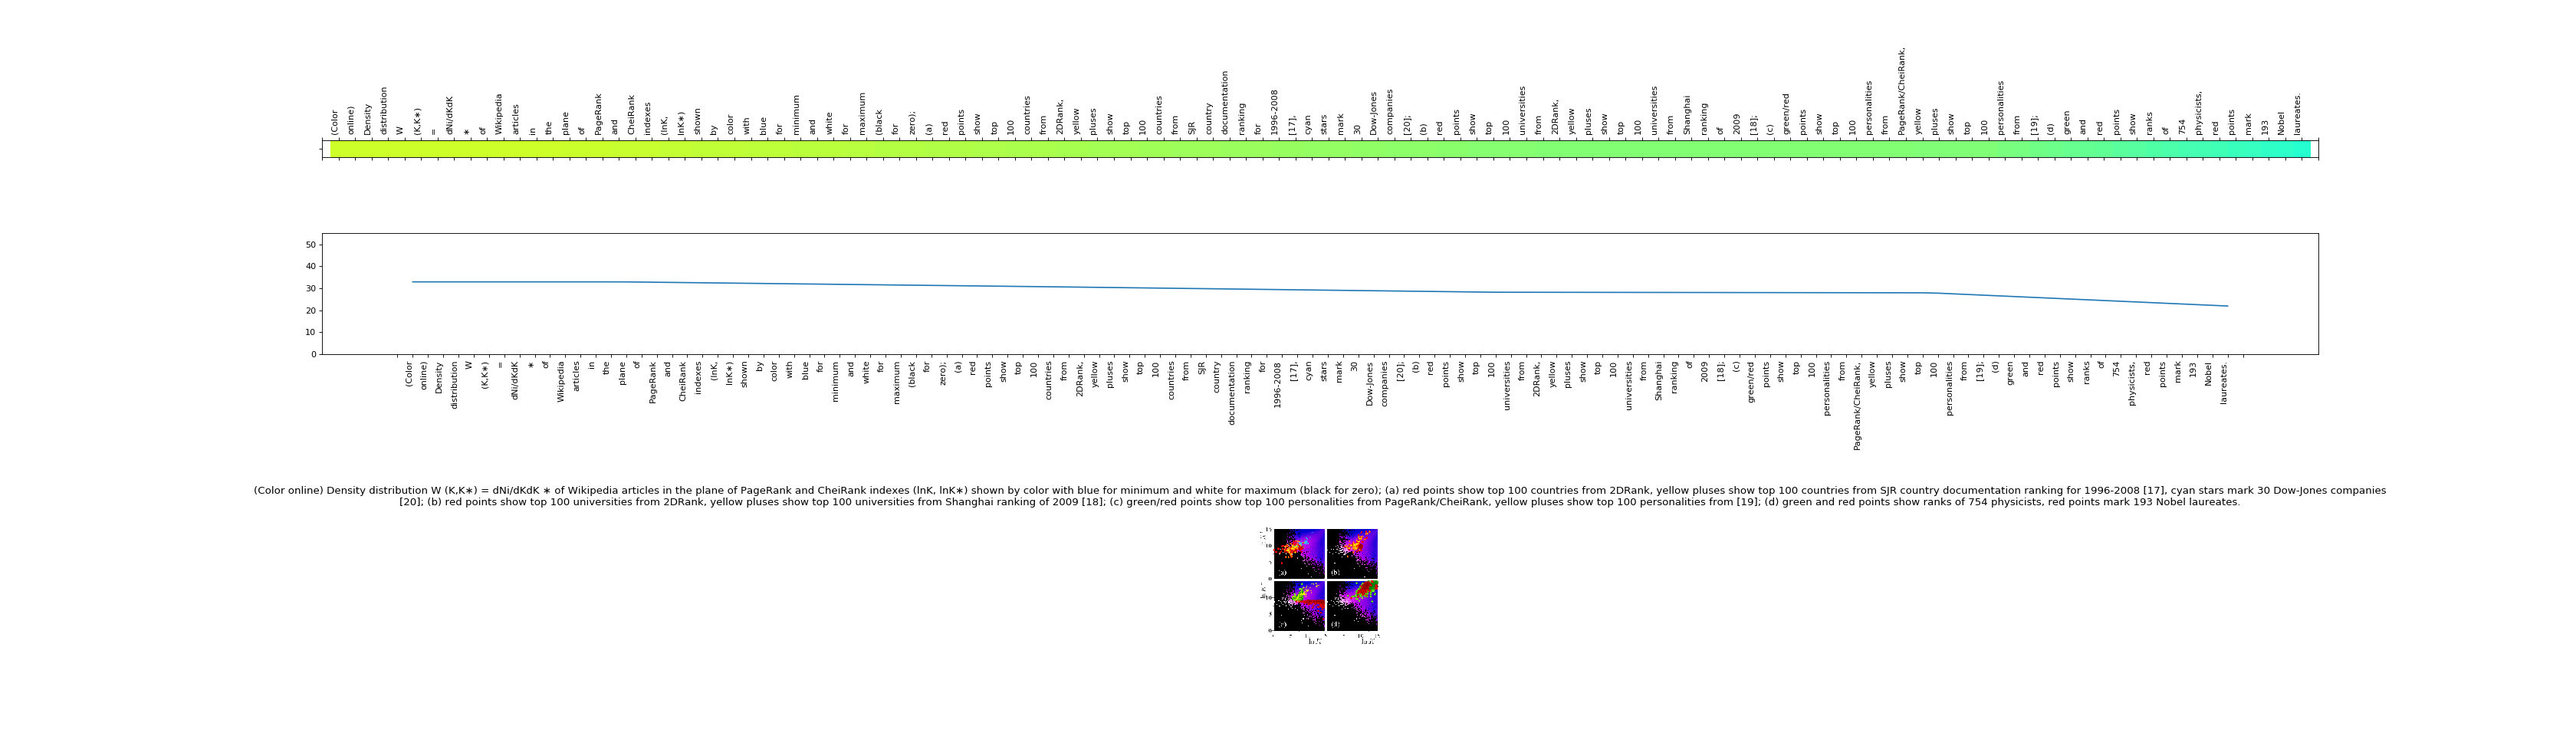 (Color online) Density distribution W (K,K∗) = dNi/dKdK ∗ of Wikipedia articles in the plane of PageRank and CheiRank indexes (lnK, lnK∗) shown by color with blue for minimum and white for maximum (black for zero); (a) red points show top 100 countries from 2DRank, yellow pluses show top 100 countries from SJR country documentation ranking for 1996-2008 [17], cyan stars mark 30 Dow-Jones companies [20]; (b) red points show top 100 universities from 2DRank, yellow pluses show top 100 universities from Shanghai ranking of 2009 [18]; (c) green/red points show top 100 personalities from PageRank/CheiRank, yellow pluses show top 100 personalities from [19]; (d) green and red points show ranks of 754 physicists, red points mark 193 Nobel laureates.
50
40
30
20
10
0
(Color online) Density distribution W (K,K∗) = dNi/dKdK ∗ of Wikipedia articles in the plane of PageRank and CheiRank indexes (lnK, lnK∗) shown by color with blue for minimum and white for maximum (black for zero); (a) red points show top 100 countries from 2DRank, yellow pluses show top 100 countries from SJR country documentation ranking for 1996-2008 [17], cyan stars mark 30 Dow-Jones companies [20]; (b) red points show top 100 universities from 2DRank, yellow pluses show top 100 universities from Shanghai ranking of 2009 [18]; (c) green/red points show top 100 personalities from PageRank/CheiRank, yellow pluses show top 100 personalities from [19]; (d) green and red points show ranks of 754 physicists, red points mark 193 Nobel laureates.
(Color online) Density distribution W (K,K∗) = dNi/dKdK ∗ of Wikipedia articles in the plane of PageRank and CheiRank indexes (lnK, lnK∗) shown by color with blue for minimum and white for maximum (black for zero); (a) red points show top 100 countries from 2DRank, yellow pluses show top 100 countries from SJR country documentation ranking for 1996-2008 [17], cyan stars mark 30 Dow-Jones companies
[20]; (b) red points show top 100 universities from 2DRank, yellow pluses show top 100 universities from Shanghai ranking of 2009 [18]; (c) green/red points show top 100 personalities from PageRank/CheiRank, yellow pluses show top 100 personalities from [19]; (d) green and red points show ranks of 754 physicists, red points mark 193 Nobel laureates.
(a) (b)
(c) (d)